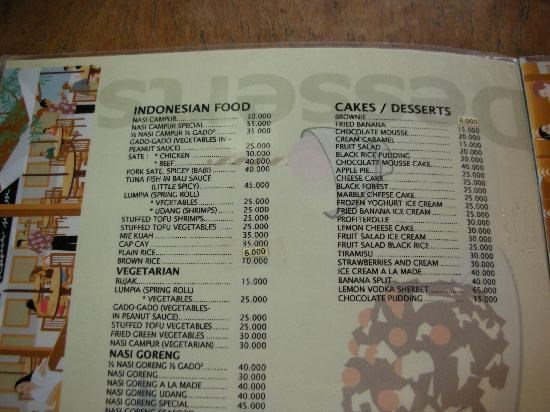 Desserts
INDONESIAN FOOD
NASI CAMPUR 30.000
NASI CAMPUR SPECIAL 55.000
½ NASI CAMPUR ½ GADO² 35.000
GADO-GADO (VEGETABLES IN -
PEANUT SAUCE) 25.000
SATE : * CHICKEN 30.000
* BEEF 40.000
PORK SATE, SPICEY (BABI) 40.000
TUNA FISH IN BALI SAUCE
(LITTLE SPICY) 45.000
LUMPIA (SPRING ROLL)
* VEGETABLES 25.000
* UDANG (SHRIMPS) 25.000
STUFFED TOFU SHRIMPS 25.000
STUFFED TOFU VEGETABLES 25.000
MIE KUAH 35.000
CAP CAY 35.000
PLAIN RICE 6.000
BROWN RICE 10.000
VEGETARIAN
RUJAK 15.000
LUMPIA (SPRING ROLL)
* VEGETABLES 25.000
GADO-GADO (VEGETABLES-
IN PEANUT SAUCE) 25.000
STUFFED TOFU VEGETABLES 25.000
FRIED GREEN VEGETABLES 30.000
NASI CAMPUR (VEGETARIAN) 30.000
NASI GORENG
½ NASI GORENG ½ GADO² 40.000
NASI GORENG 30.000
NASI GORENG A LA MADE 40.000
NASI GORENG UDANG 40.000
NASI GORENG SPECIAL 45.000
NASI GORENG SEAFOOD
CAKES / DESSERTS
BROWNIE 6.000
FRIED BANANA 15.000
CHOCOLATE MOUSSE 20.000
CREAM CARAMEL 15.000
FRUIT SALAD 20.000
BLACK RICE PUDDING 20.000
CHOCOLATE MOUSSE CAKE 40.000
APPLE PIE 25.000
CHEESE CAKE 25.000
BLACK FOREST 25.000
MARBLE CHEESE CAKE 30.000
FROZEN YOGHURT ICE CREAM 25.000
FRIED BANANA ICE CREAM 25.000
PROFITEROLLE 30.000
LEMON CHEESE CAKE 30.000
FRUIT SALAD ICE CREAM 30.000
FRUIT SALAD BLACK RICE 25.000
TIRAMISU 30.000
STRAWBERRIES AND CREAM 30.000
ICE CREAM A LA MADE 40.000
BANANA SPLIT 40.000
LEMON VODKA SHERBET 65.000
CHOCOLATE PUDDING 15.000